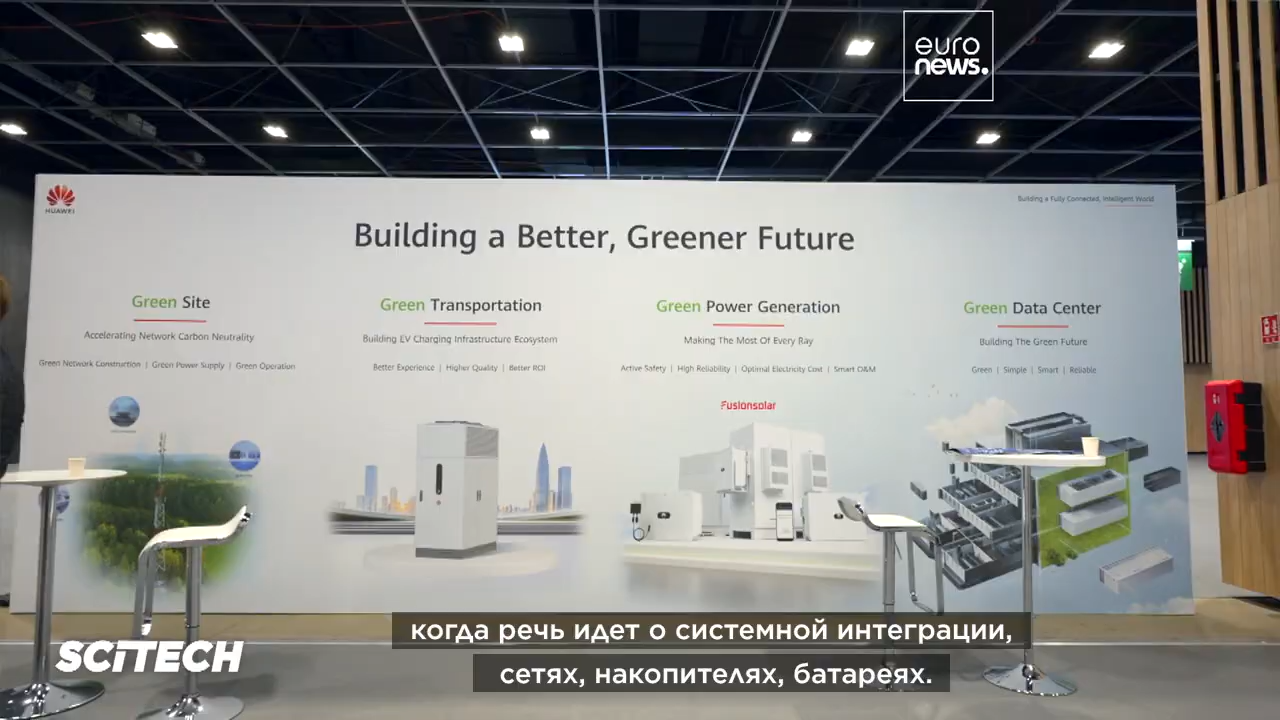 euro
news.
HUAWEI
Building a Fully Connected, Intelligent World
Building a Better, Greener Future
Green Site
Accelerating Network Carbon Neutrality
Green Network Construction | Green Power Supply | Green Operation
Green Transportation
Building EV Charging Infrastructure Ecosystem
Better Experience | Higher Quality | Better ROI
Green Power Generation
Making The Most Of Every Ray
Active Safety | High Reliability | Optimal Electricity Cost | Smart O&M
Fusionsolar
Green Data Center
Building The Green Future
Green | Simple | Smart | Reliable
когда речь идет о системной интеграции,
сетях, накопителях, батареях.
SCITECH